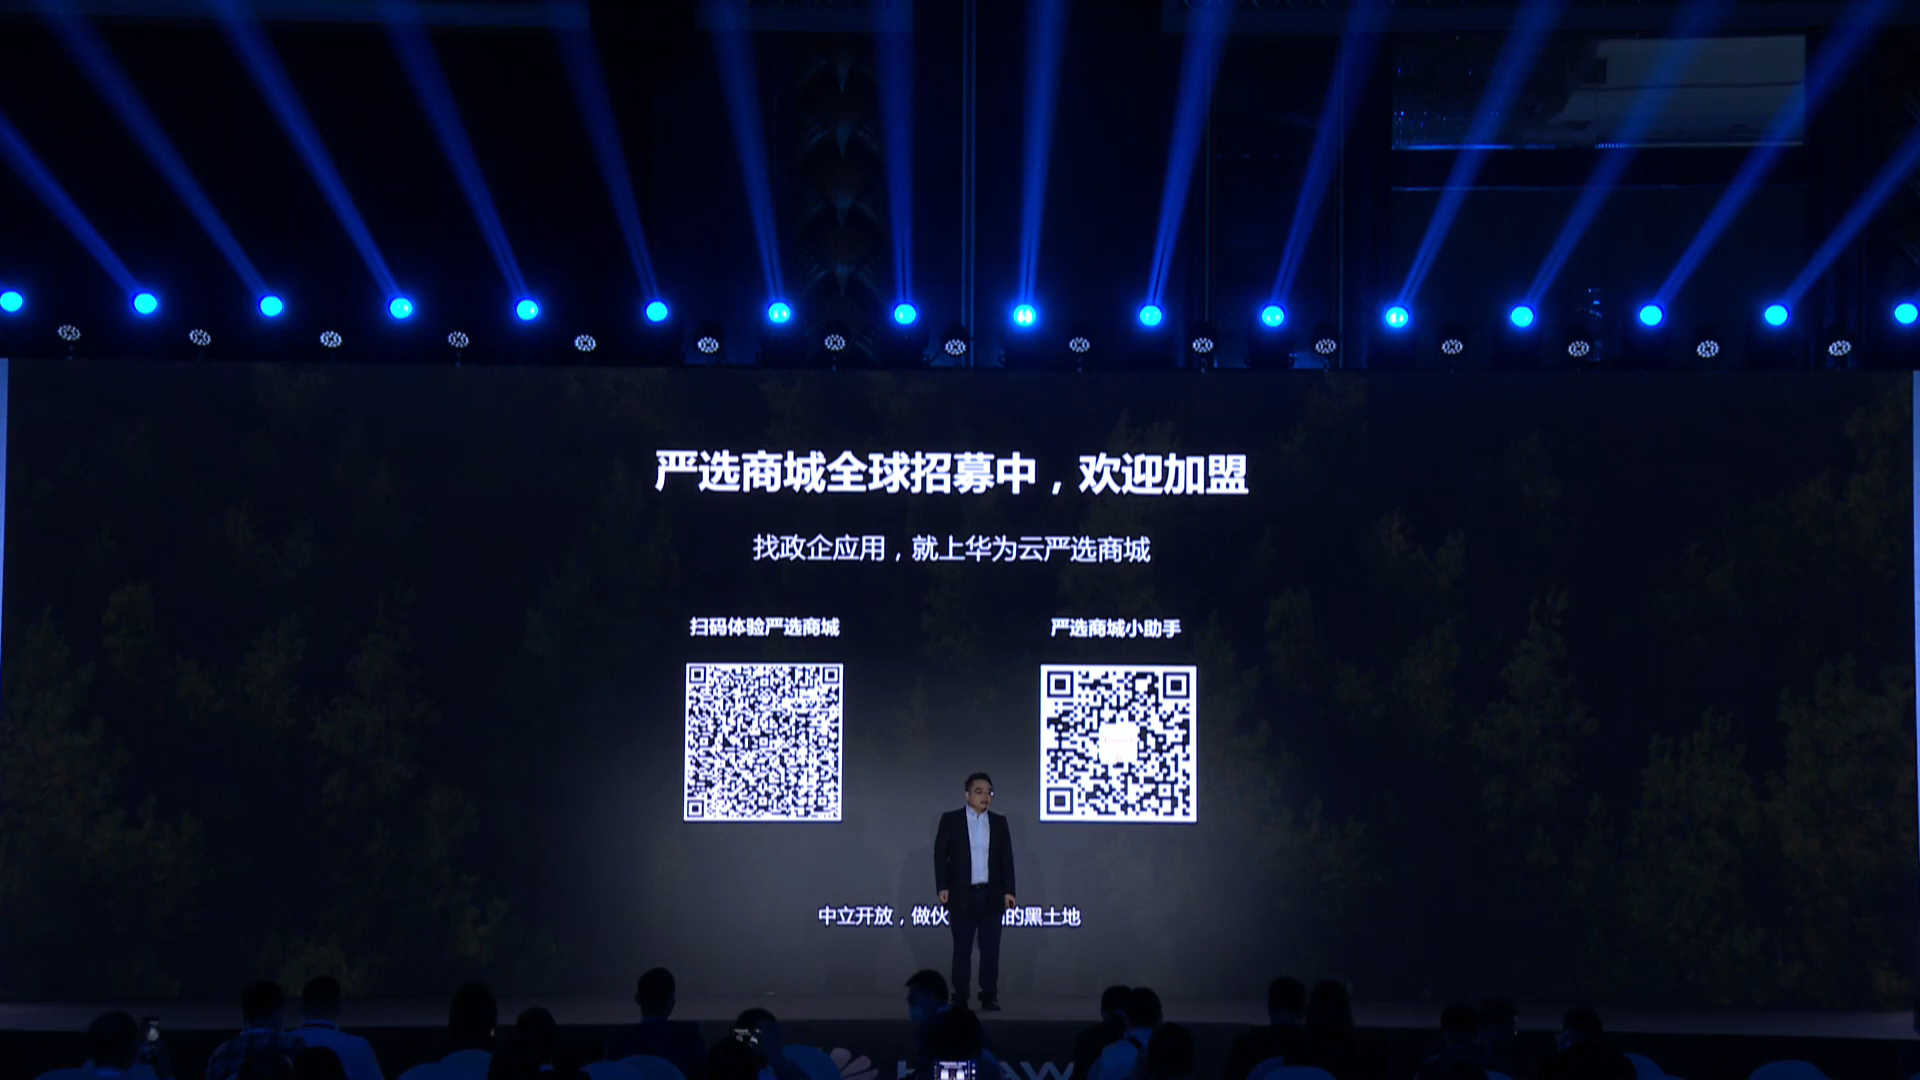 严选商城全球招募中，欢迎加盟
找政企应用，就上华为云严选商城
扫码体验严选商城
严选商城小助手
中立开放，做伙
的黑土地